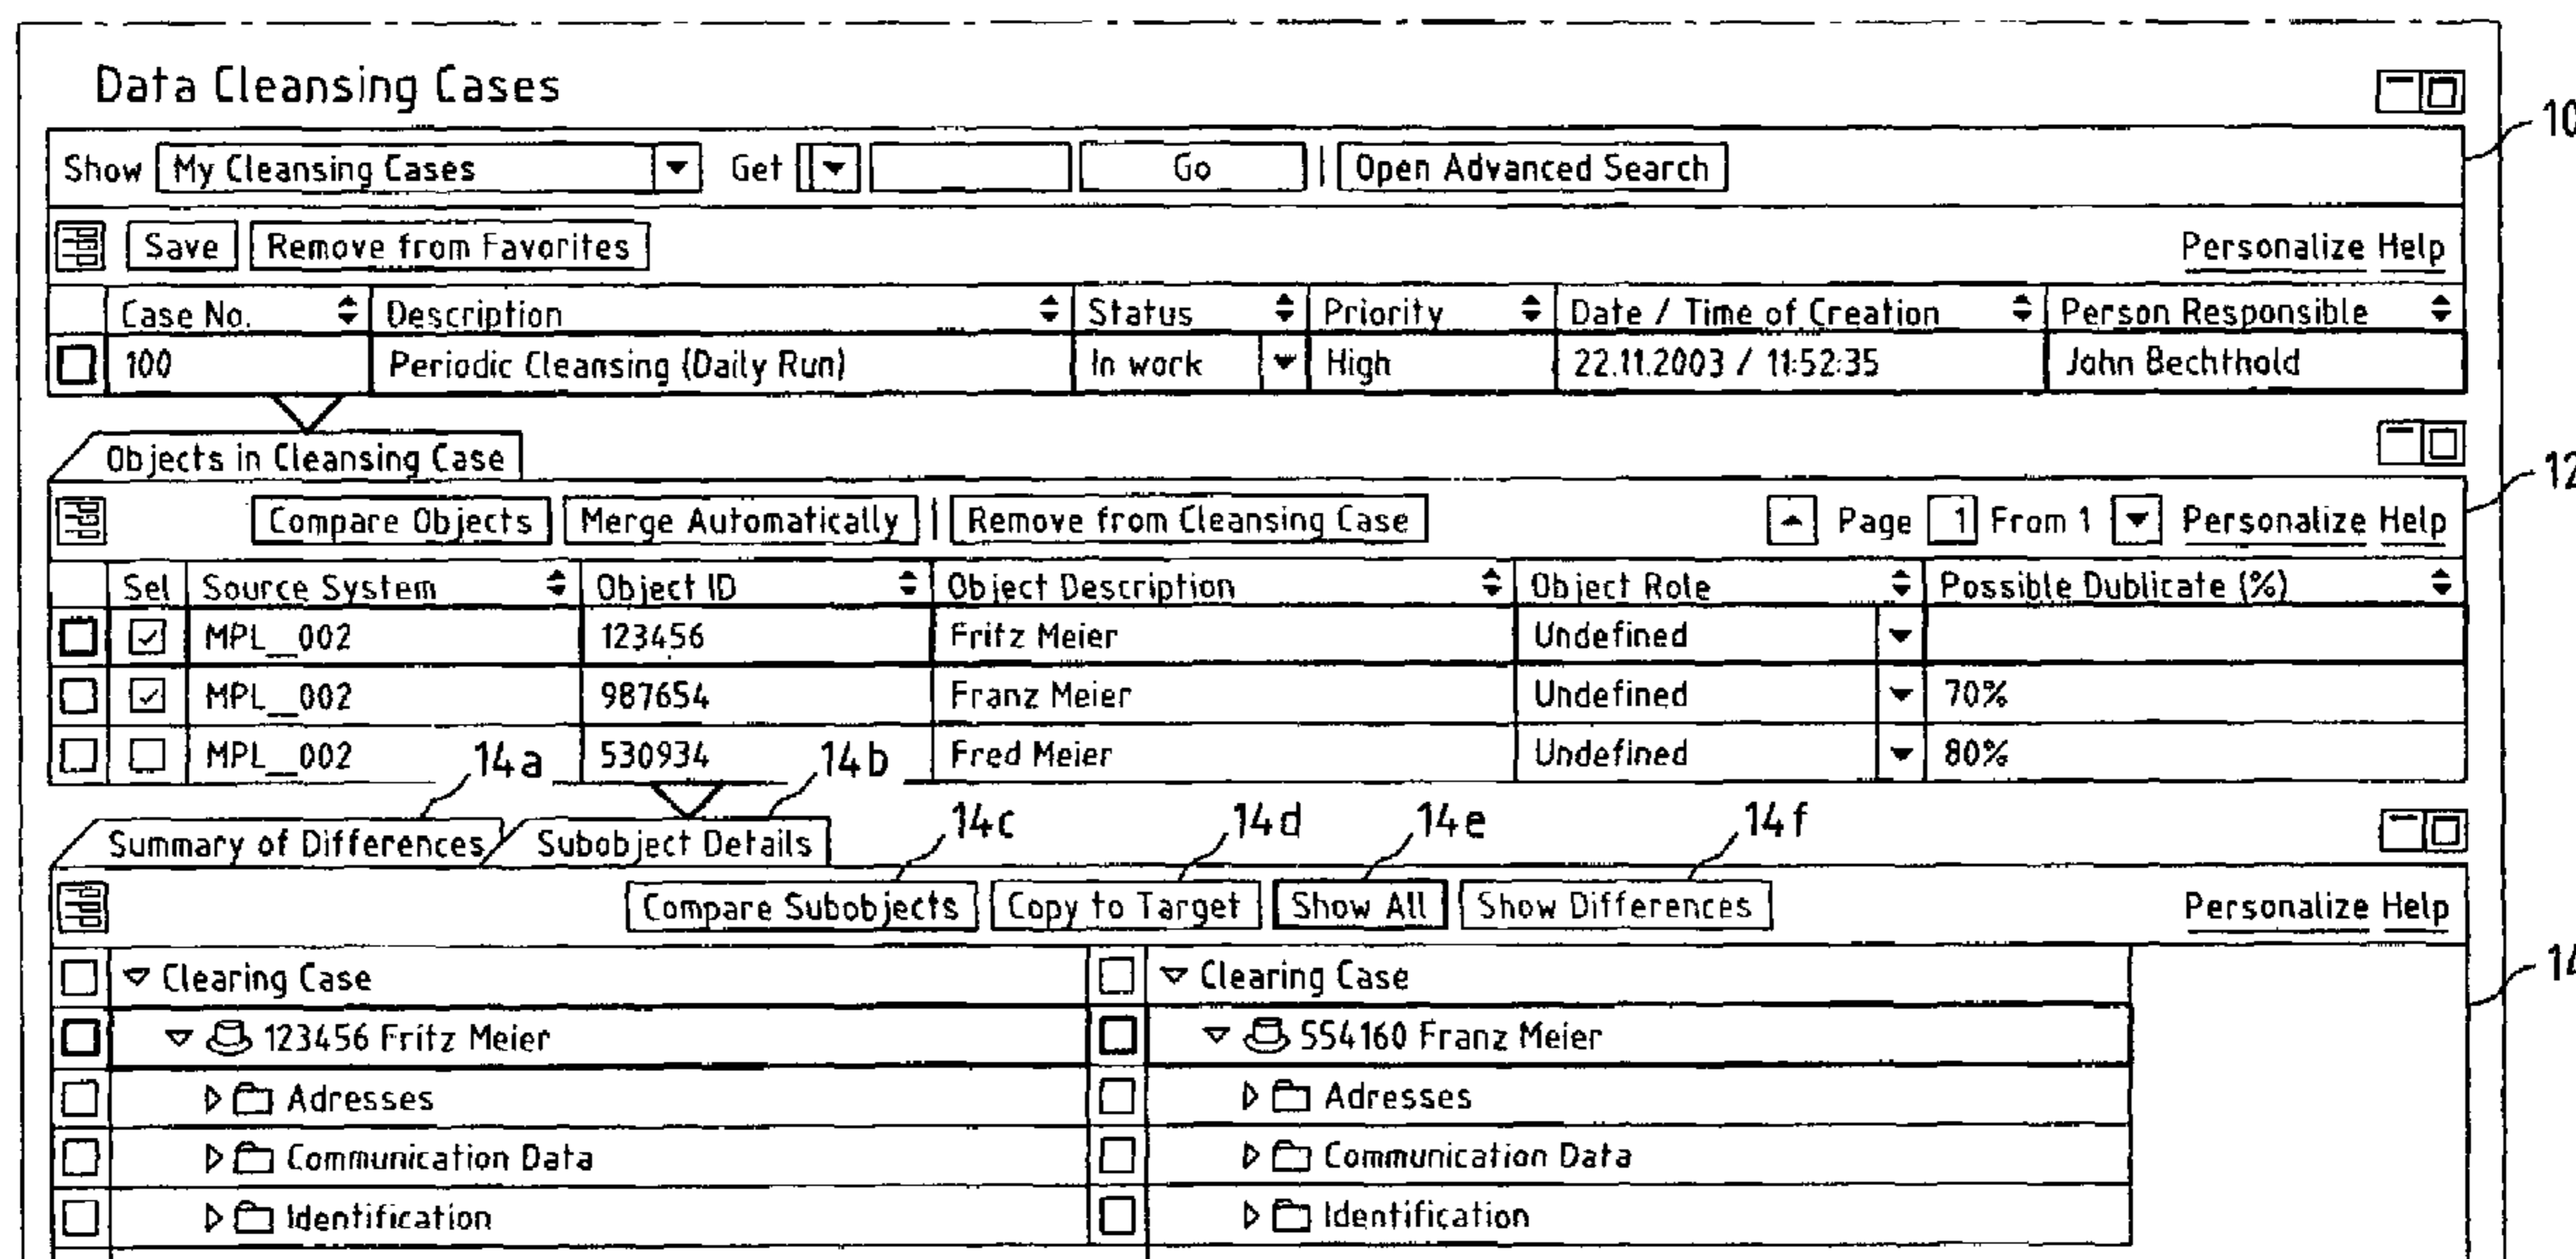 Data Cleansing Cases
10
Show My Cleansing Cases Get Go Open Advanced Search
Save Remove from Favorites Personalize Help
Case No. Description Status Priority Date / Time of Creation Person Responsible
100 Periodic Cleansing (Daily Run) In work High 22.11.2003 / 11:52:35 John Bechthold
Objects in Cleansing Case
12
Compare Objects Merge Automatically Remove from Cleansing Case Page 1 From 1 Personalize Help
Sel Source System Object ID Object Description Object Role Possible Dublicate (%)
MPL__002 123456 Fritz Meier Undefined
MPL__002 987654 Franz Meier Undefined 70%
MPL__002 530934 Fred Meier Undefined 80%
14a 14b
14c 14d 14e 14f
Summary of Differences Subobject Details
Compare Subobjects Copy to Target Show All Show Differences Personalize Help
14
Clearing Case Clearing Case
123456 Fritz Meier 554160 Franz Meier
Adresses Adresses
Communication Data Communication Data
Identification Identification